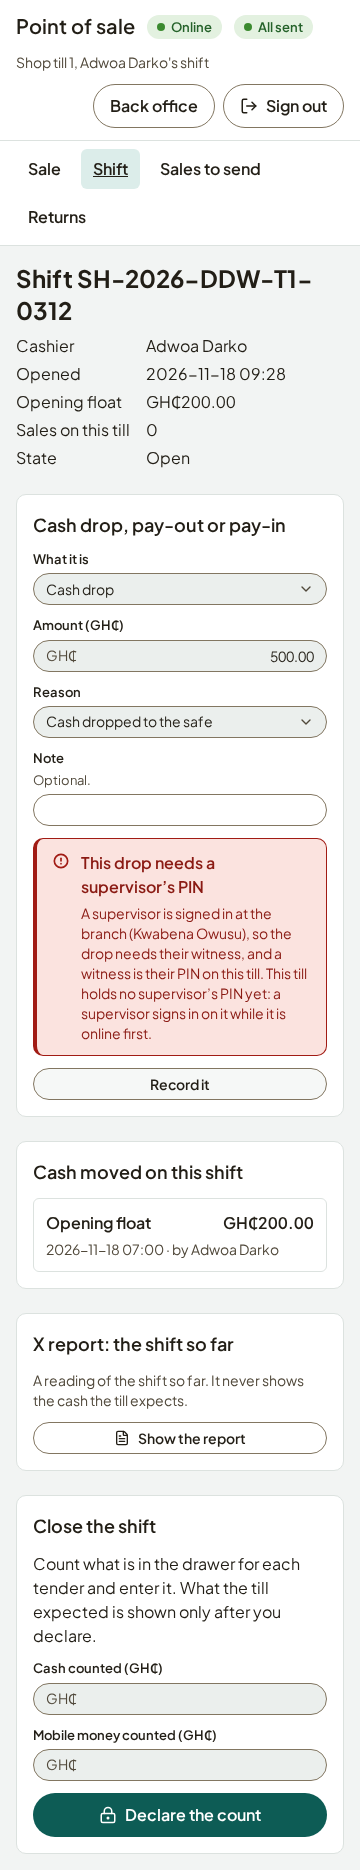 Point of sale
Online
All sent
Shop till 1, Adwoa Darko's shift
Back office
Sign out
Sale
Shift
Sales to send
Returns
Shift SH-2026-DDW-T1-
0312
Cashier Adwoa Darko
Opened 2026-11-18 09:28
Opening float GH₵200.00
Sales on this till 0
State Open
Cash drop, pay-out or pay-in
What it is
Cash drop
Amount (GH₵)
GH₵ 500.00
Reason
Cash dropped to the safe
Note
Optional.
This drop needs a
supervisor's PIN
A supervisor is signed in at the
branch (Kwabena Owusu), so the
drop needs their witness, and a
witness is their PIN on this till. This till
holds no supervisor's PIN yet: a
supervisor signs in on it while it is
online first.
Record it
Cash moved on this shift
Opening float GH₵200.00
2026-11-18 07:00 · by Adwoa Darko
X report: the shift so far
A reading of the shift so far. It never shows
the cash the till expects.
Show the report
Close the shift
Count what is in the drawer for each
tender and enter it. What the till
expected is shown only after you
declare.
Cash counted (GH₵)
GH₵
Mobile money counted (GH₵)
GH₵
Declare the count